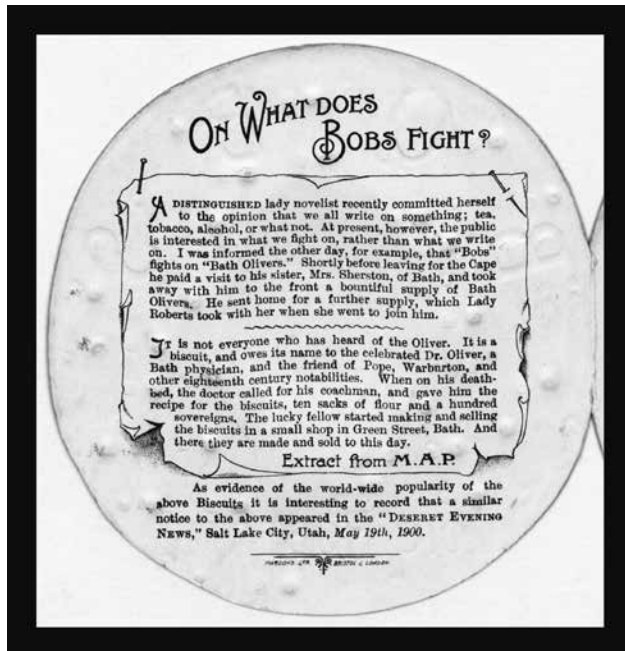 ON WHAT DOES
BOBS FIGHT?
A DISTINGUISHED lady novelist recently committed herself
to the opinion that we all write on something; tea,
tobacco, alcohol, or what not. At present, however, the public
is interested in what we fight on, rather than what we write
on. I was informed the other day, for example, that "Bobs"
fights on "Bath Olivers." Shortly before leaving for the Cape
he paid a visit to his sister, Mrs. Sherston, of Bath, and took
away with him to the front a bountiful supply of Bath
Olivers. He sent home for a further supply, which Lady
Roberts took with her when she went to join him.
IT is not everyone who has heard of the Oliver. It is a
biscuit, and owes its name to the celebrated Dr. Oliver, a
Bath physician, and the friend of Pope, Warburton, and
other eighteenth century notabilities. When on his death-
bed, the doctor called for his coachman, and gave him the
recipe for the biscuits, ten sacks of flour and a hundred
sovereigns. The lucky fellow started making and selling
the biscuits in a small shop in Green Street, Bath. And
there they are made and sold to this day.
Extract from M.A.P.
As evidence of the world-wide popularity of the
above Biscuits it is interesting to record that a similar
notice to the above appeared in the "DESERET EVENING
NEWS," Salt Lake City, Utah, May 19th, 1900.
MARDONS LTD. BRISTOL & LONDON